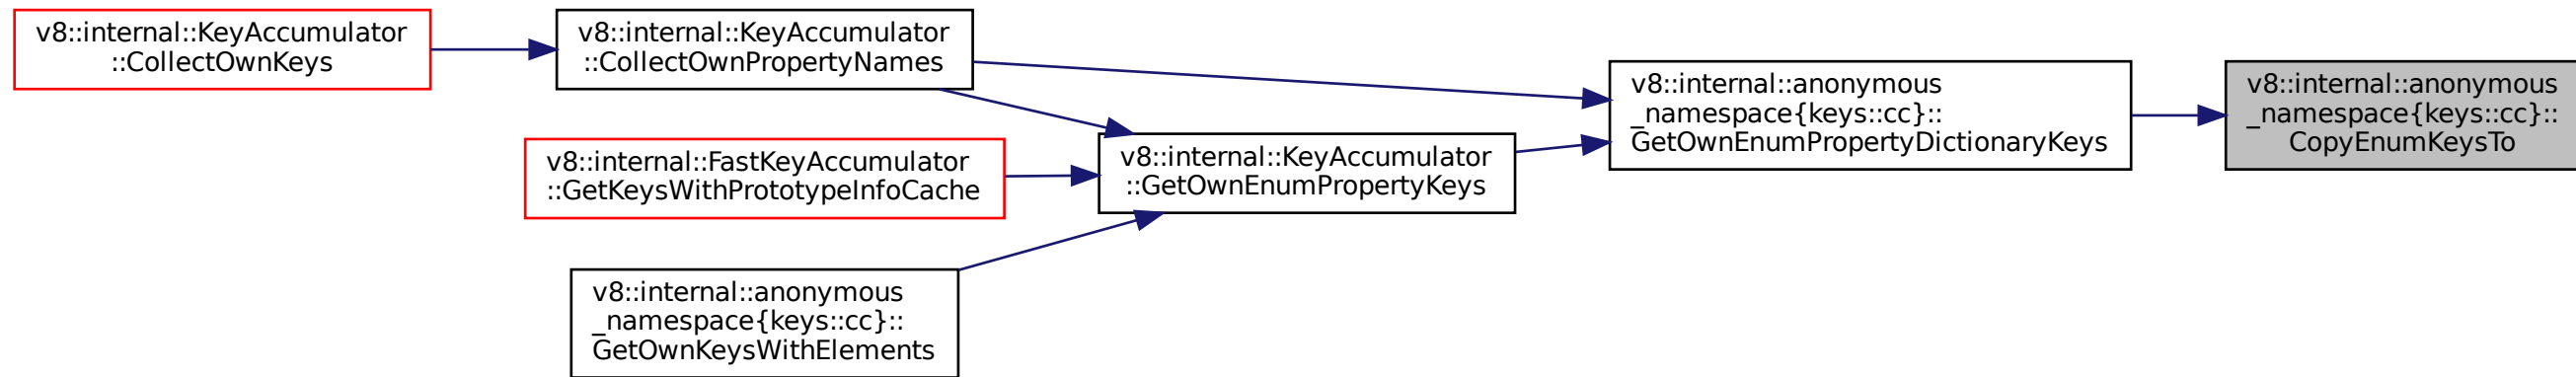 v8::internal::KeyAccumulator
::CollectOwnKeys
v8::internal::KeyAccumulator
::CollectOwnPropertyNames
v8::internal::FastKeyAccumulator
::GetKeysWithPrototypeInfoCache
v8::internal::anonymous
_namespace{keys::cc}::
GetOwnKeysWithElements
v8::internal::KeyAccumulator
::GetOwnEnumPropertyKeys
v8::internal::anonymous
_namespace{keys::cc}::
GetOwnEnumPropertyDictionaryKeys
v8::internal::anonymous
_namespace{keys::cc}::
CopyEnumKeysTo